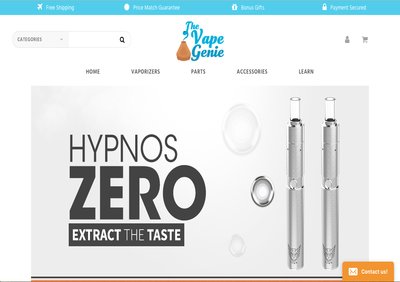 Free Shipping
Price Match Guarantee
Bonus Gifts
Payment Secured
CATEGORIES
The
Vape
Genie
HOME
VAPORIZERS
PARTS
ACCESSORIES
LEARN
HYPNOS
ZERO
EXTRACT THE TASTE
Contact us!